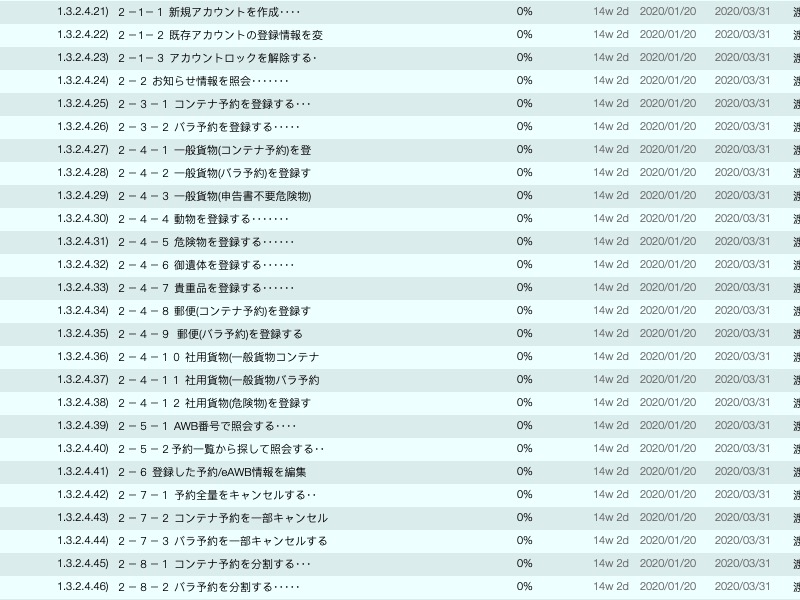 1.3.2.4.21) ２－１－１ 新規アカウントを作成････ 0% 14w 2d 2020/01/20 2020/03/31
1.3.2.4.22) ２－１－２ 既存アカウントの登録情報を変 0% 14w 2d 2020/01/20 2020/03/31
1.3.2.4.23) ２－１－３ アカウントロックを解除する･ 0% 14w 2d 2020/01/20 2020/03/31
1.3.2.4.24) ２－２ お知らせ情報を照会･･･････ 0% 14w 2d 2020/01/20 2020/03/31
1.3.2.4.25) ２－３－１ コンテナ予約を登録する･･･ 0% 14w 2d 2020/01/20 2020/03/31
1.3.2.4.26) ２－３－２ バラ予約を登録する･････ 0% 14w 2d 2020/01/20 2020/03/31
1.3.2.4.27) ２－４－１ 一般貨物(コンテナ予約)を登 0% 14w 2d 2020/01/20 2020/03/31
1.3.2.4.28) ２－４－２ 一般貨物(バラ予約)を登録す 0% 14w 2d 2020/01/20 2020/03/31
1.3.2.4.29) ２－４－３ 一般貨物(申告書不要危険物) 0% 14w 2d 2020/01/20 2020/03/31
1.3.2.4.30) ２－４－４ 動物を登録する･･･････ 0% 14w 2d 2020/01/20 2020/03/31
1.3.2.4.31) ２－４－５ 危険物を登録する･･････ 0% 14w 2d 2020/01/20 2020/03/31
1.3.2.4.32) ２－４－６ 御遺体を登録する･･････ 0% 14w 2d 2020/01/20 2020/03/31
1.3.2.4.33) ２－４－７ 貴重品を登録する･･････ 0% 14w 2d 2020/01/20 2020/03/31
1.3.2.4.34) ２－４－８ 郵便(コンテナ予約)を登録す 0% 14w 2d 2020/01/20 2020/03/31
1.3.2.4.35) ２－４－９ 郵便(バラ予約)を登録する 0% 14w 2d 2020/01/20 2020/03/31
1.3.2.4.36) ２－４－１０ 社用貨物(一般貨物コンテナ 0% 14w 2d 2020/01/20 2020/03/31
1.3.2.4.37) ２－４－１１ 社用貨物(一般貨物バラ予約 0% 14w 2d 2020/01/20 2020/03/31
1.3.2.4.38) ２－４－１２ 社用貨物(危険物)を登録す 0% 14w 2d 2020/01/20 2020/03/31
1.3.2.4.39) ２－５－１ AWB番号で照会する････ 0% 14w 2d 2020/01/20 2020/03/31
1.3.2.4.40) ２－５－２予約一覧から探して照会する･･ 0% 14w 2d 2020/01/20 2020/03/31
1.3.2.4.41) ２－６ 登録した予約/eAWB情報を編集 0% 14w 2d 2020/01/20 2020/03/31
1.3.2.4.42) ２－７－１ 予約全量をキャンセルする･･ 0% 14w 2d 2020/01/20 2020/03/31
1.3.2.4.43) ２－７－２ コンテナ予約を一部キャンセル 0% 14w 2d 2020/01/20 2020/03/31
1.3.2.4.44) ２－７－３ バラ予約を一部キャンセルする 0% 14w 2d 2020/01/20 2020/03/31
1.3.2.4.45) ２－８－１ コンテナ予約を分割する･･･ 0% 14w 2d 2020/01/20 2020/03/31
1.3.2.4.46) ２－８－２ バラ予約を分割する･････ 0% 14w 2d 2020/01/20 2020/03/31